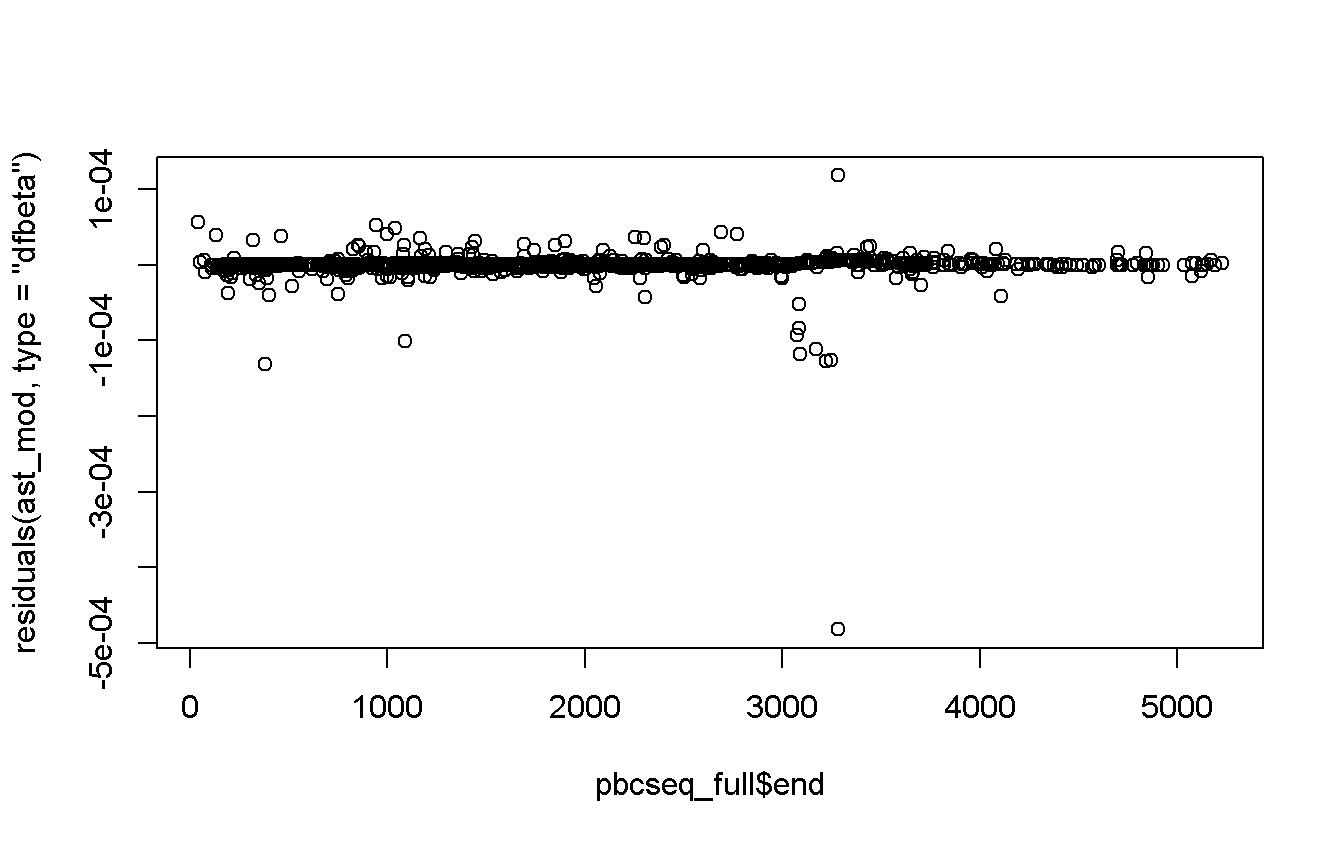 residuals(ast_mod, type = "dfbeta")
1e-04
-1e-04
-3e-04
-5e-04
0 1000 2000 3000 4000 5000
pbcseq_full$end